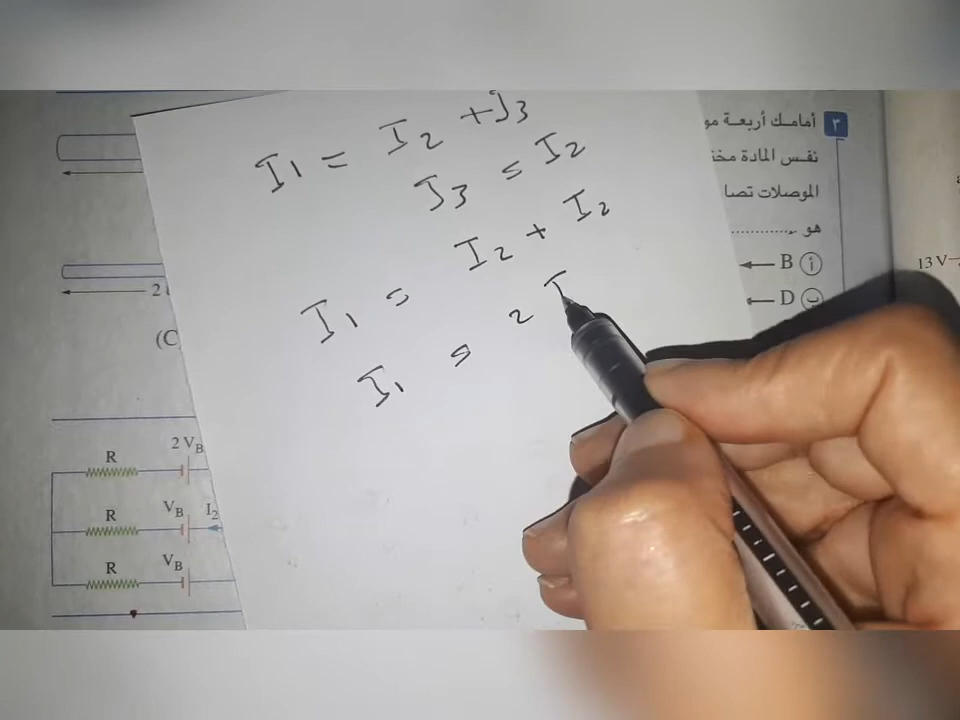 I1 = I2 + I3
I3 = I2
I1 = I2 + I2
I1 = 2 I
٣ أمامك أربعة
نفس المادة
الموصلات
هو ............
أ B
ب D
13 V
2
(C
R 2 VB
R VB I2
R VB